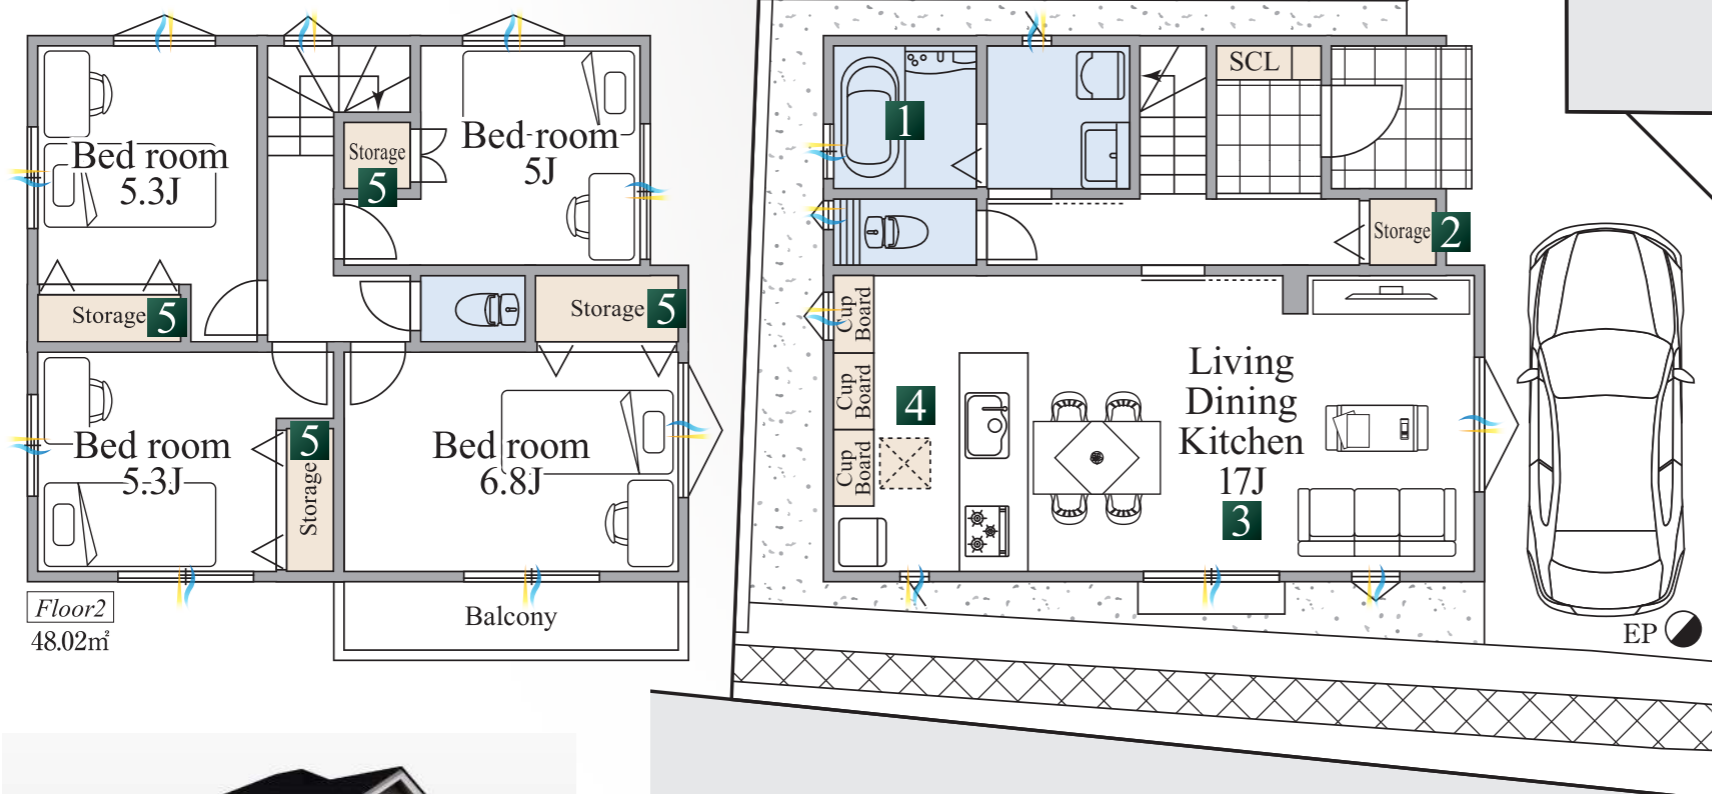 Bed room
5.3J
Storage
5
Bed room
5J
Storage
5
Storage
5
Bed room
5.3J
5
Storage
Bed room
6.8J
Balcony
Floor2
48.02㎡
1
SCL
Storage
2
Cup
Board
Cup
Board
Cup
Board
4
Living
Dining
Kitchen
17J
3
EP